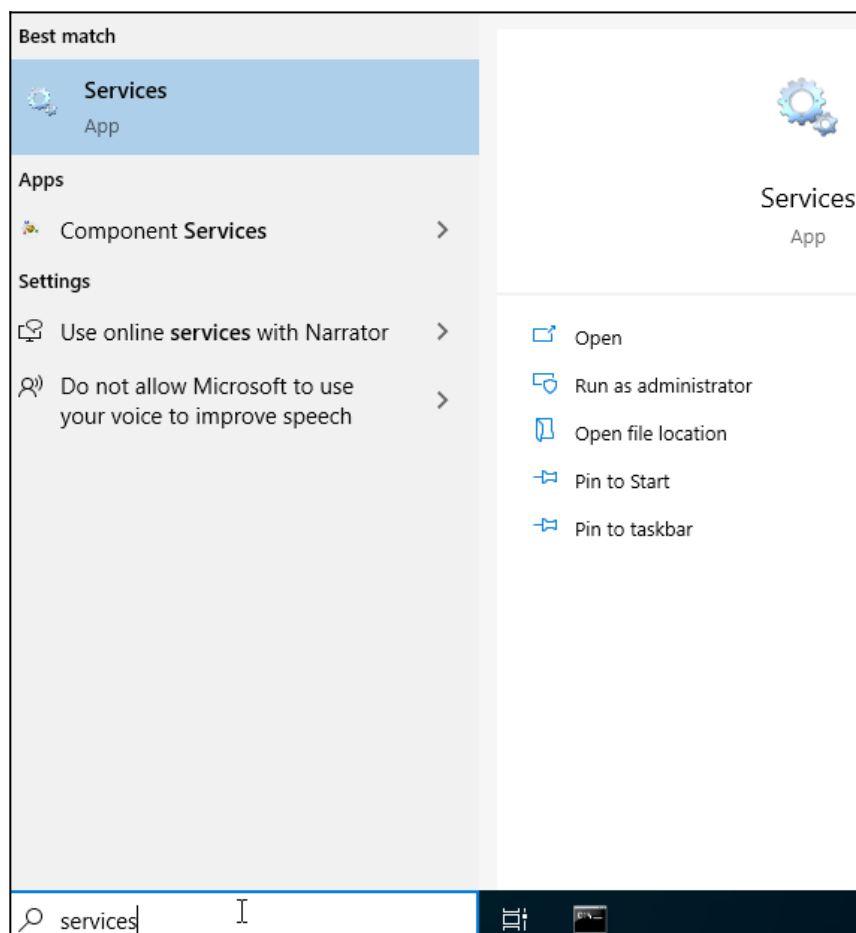 Best match
Services
App
Apps
Component Services
Settings
Use online services with Narrator
Do not allow Microsoft to use
your voice to improve speech
services
Services
App
Open
Run as administrator
Open file location
Pin to Start
Pin to taskbar